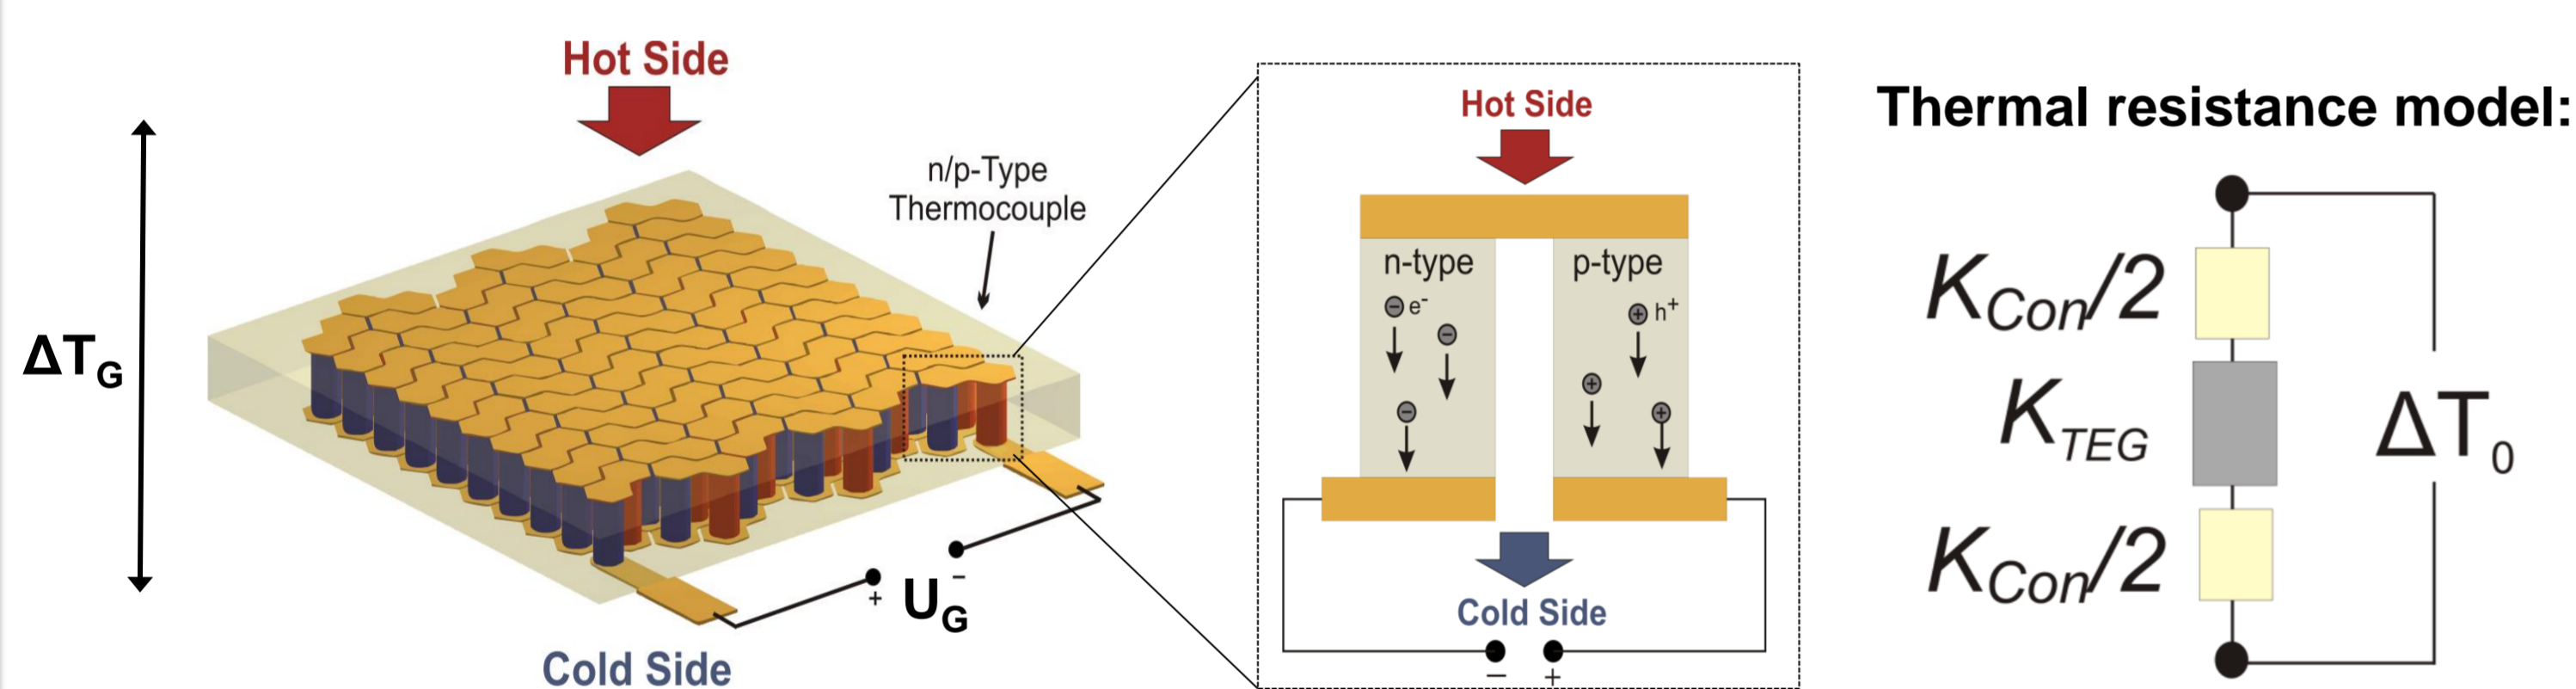 Hot Side
n/p-Type
Thermocouple
ΔT_G
U_G
+
−
Cold Side
Hot Side
n-type
p-type
− e⁻
−
−
+ h⁺
+
+
Cold Side
− +
Thermal resistance model:
K_Con/2
K_TEG
K_Con/2
ΔT₀